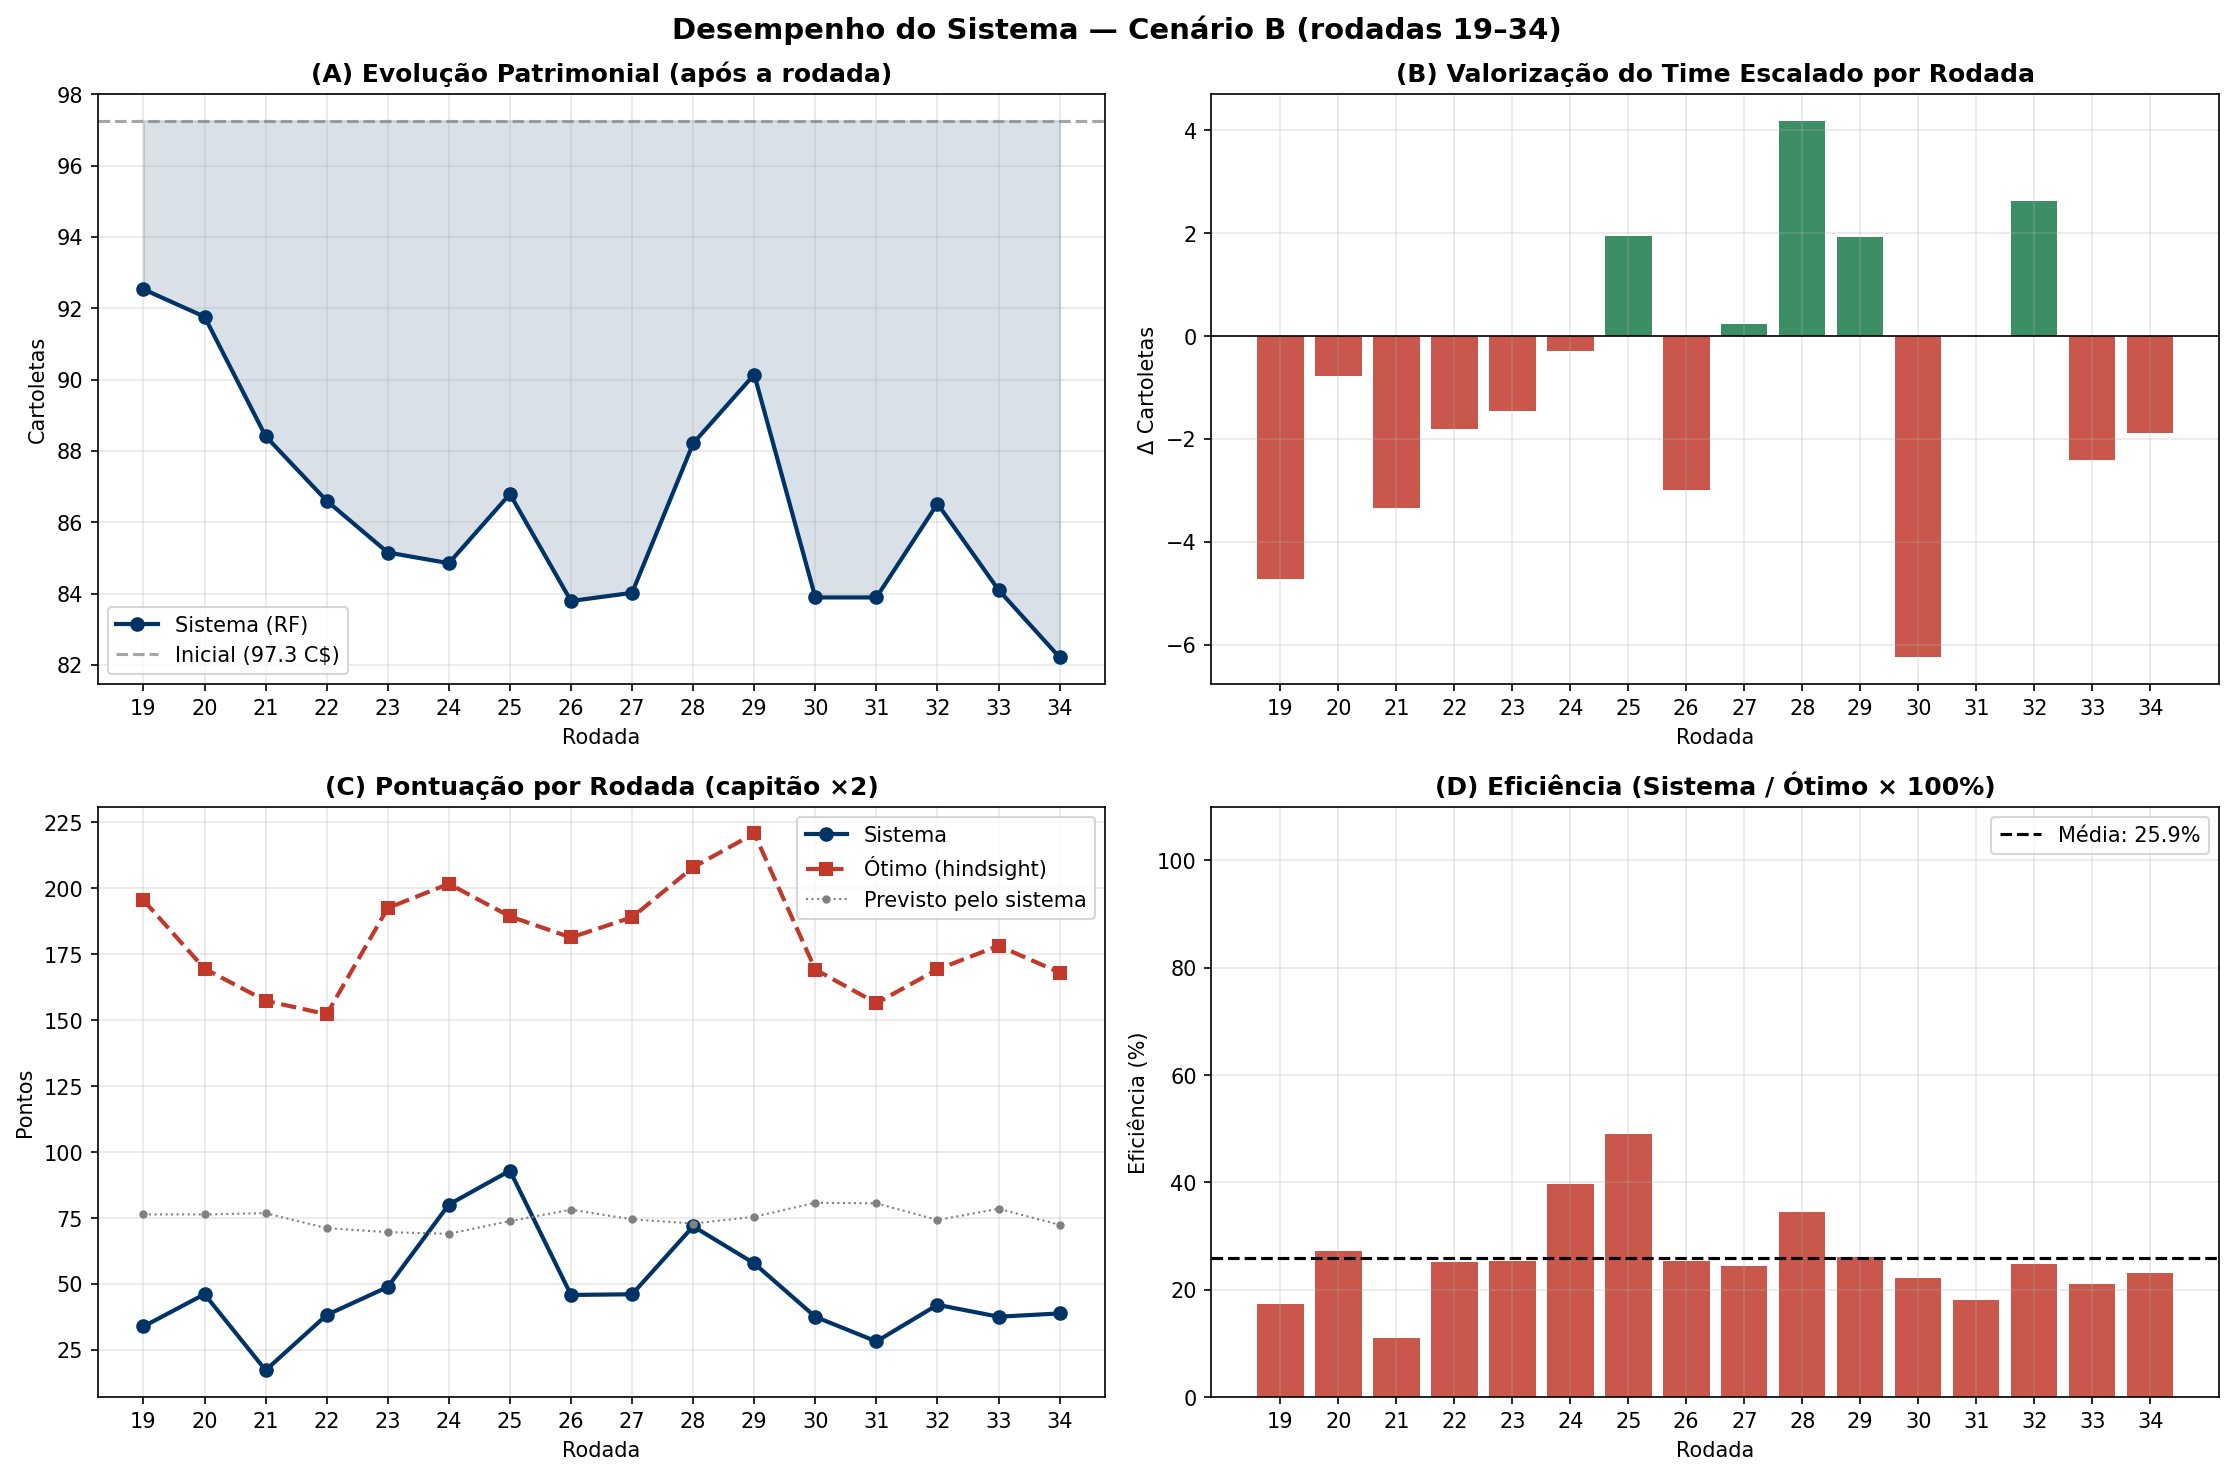 Desempenho do Sistema — Cenário B (rodadas 19–34)
(A) Evolução Patrimonial (após a rodada)
98
96
94
92
90
88
86
84
82
Cartoletas
Sistema (RF)
Inicial (97.3 C$)
19 20 21 22 23 24 25 26 27 28 29 30 31 32 33 34
Rodada
(B) Valorização do Time Escalado por Rodada
4
2
0
−2
−4
−6
Δ Cartoletas
19 20 21 22 23 24 25 26 27 28 29 30 31 32 33 34
Rodada
(C) Pontuação por Rodada (capitão ×2)
225
200
175
150
125
100
75
50
25
Pontos
Sistema
Ótimo (hindsight)
Previsto pelo sistema
19 20 21 22 23 24 25 26 27 28 29 30 31 32 33 34
Rodada
(D) Eficiência (Sistema / Ótimo × 100%)
100
80
60
40
20
0
Eficiência (%)
Média: 25.9%
19 20 21 22 23 24 25 26 27 28 29 30 31 32 33 34
Rodada